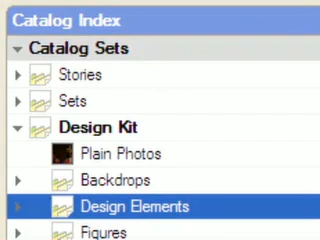 Catalog Index
Catalog Sets
Stories
Sets
Design Kit
Plain Photos
Backdrops
Design Elements
Figures